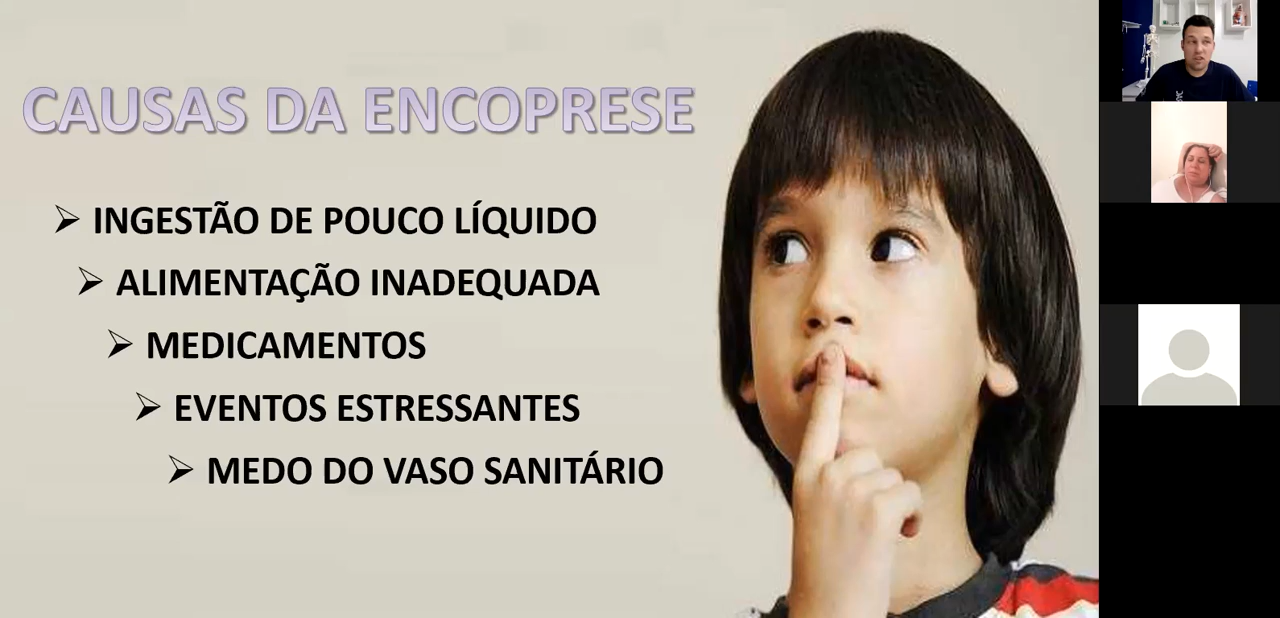 CAUSAS DA ENCOPRESE
INGESTÃO DE POUCO LÍQUIDO
ALIMENTAÇÃO INADEQUADA
MEDICAMENTOS
EVENTOS ESTRESSANTES
MEDO DO VASO SANITÁRIO